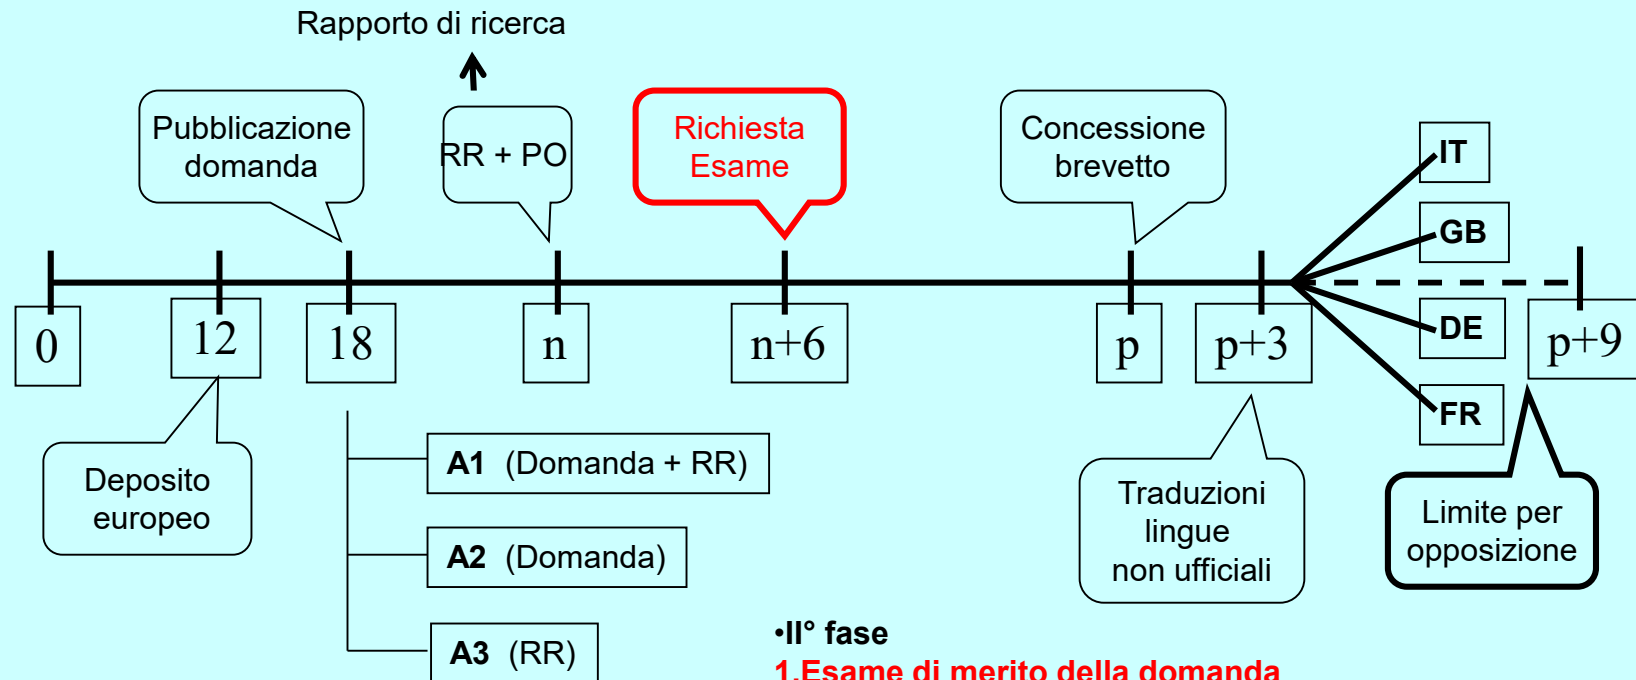 Rapporto di ricerca
Pubblicazione
domanda
RR + PO
Richiesta
Esame
Concessione
brevetto
IT
GB
DE
FR
0
12
18
n
n+6
p
p+3
p+9
Deposito
europeo
A1 (Domanda + RR)
A2 (Domanda)
A3 (RR)
Traduzioni
lingue
non ufficiali
Limite per
opposizione
•II° fase
1.Esame di merito della domanda